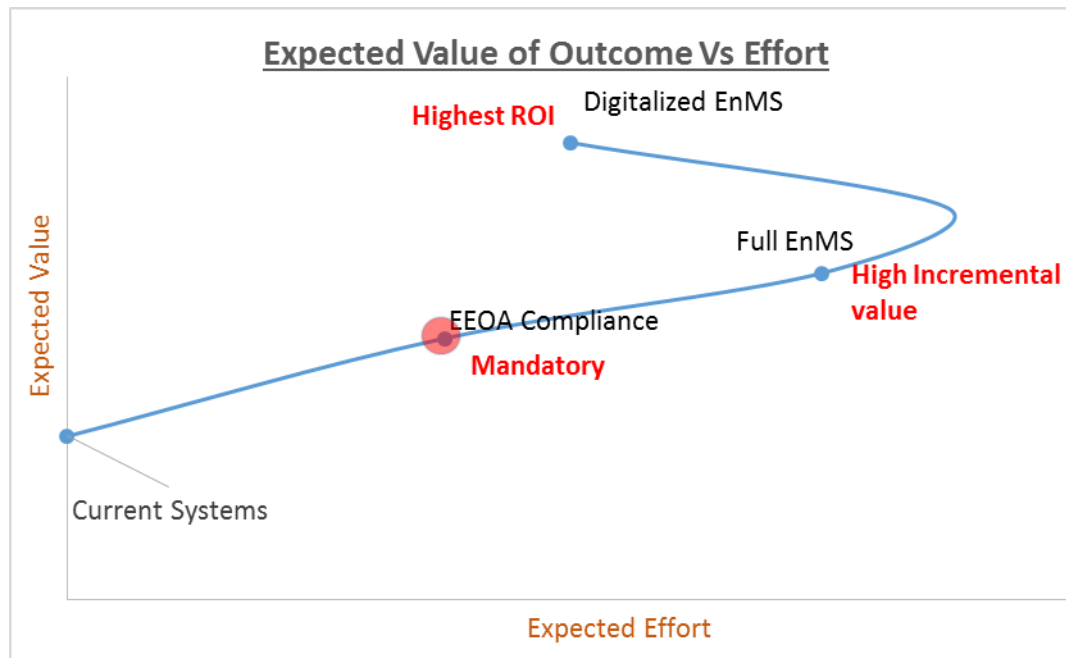 Expected Value of Outcome Vs Effort
Digitalized EnMS
Highest ROI
Full EnMS
High Incremental
value
EEOA Compliance
Mandatory
Current Systems
Expected Value
Expected Effort